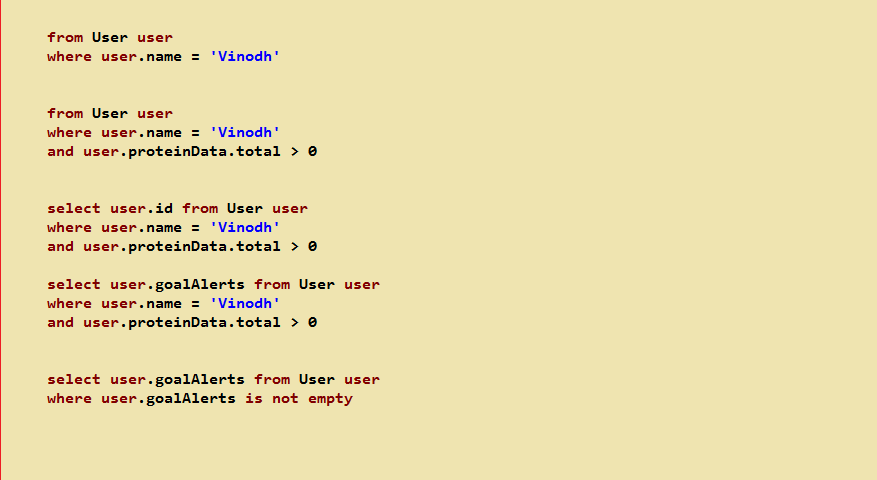 from User user
where user.name = 'Vinodh'
from User user
where user.name = 'Vinodh'
and user.proteinData.total > 0
select user.id from User user
where user.name = 'Vinodh'
and user.proteinData.total > 0
select user.goalAlerts from User user
where user.name = 'Vinodh'
and user.proteinData.total > 0
select user.goalAlerts from User user
where user.goalAlerts is not empty